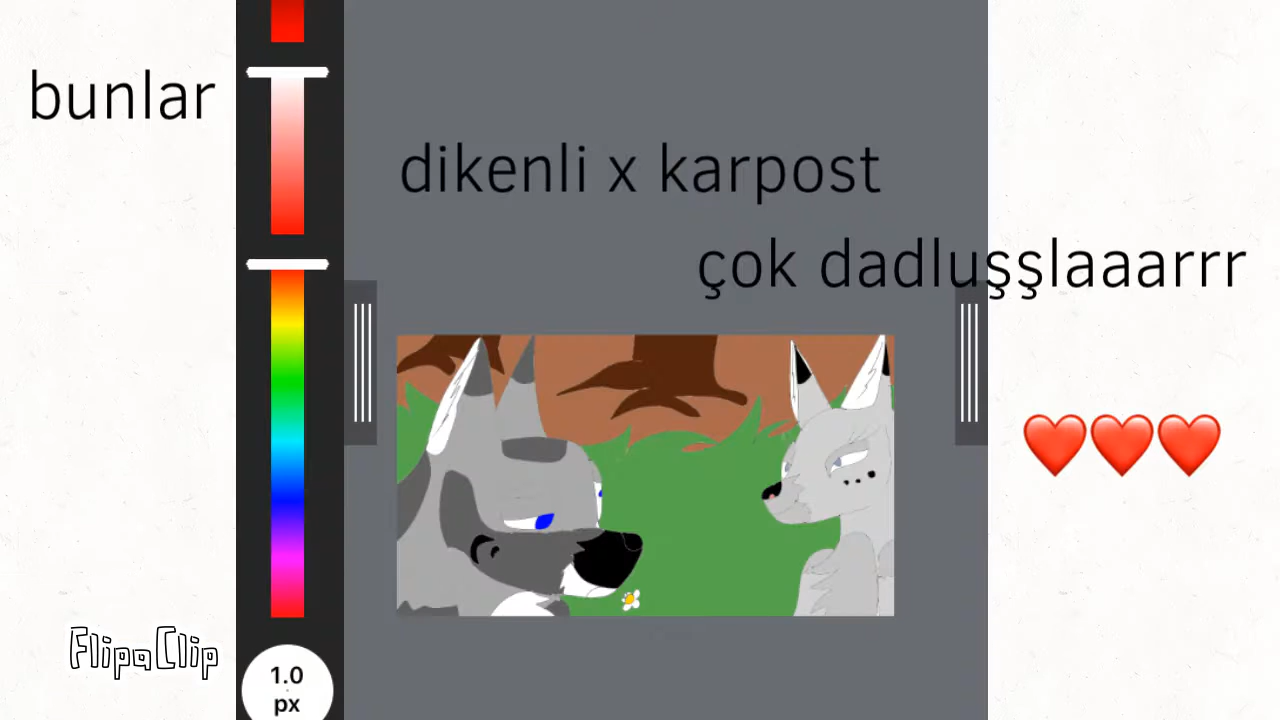 bunlar
dikenli x karpost
çok dadluşşlaaarrr
❤️❤️❤️
FlipaClip
1.0
px